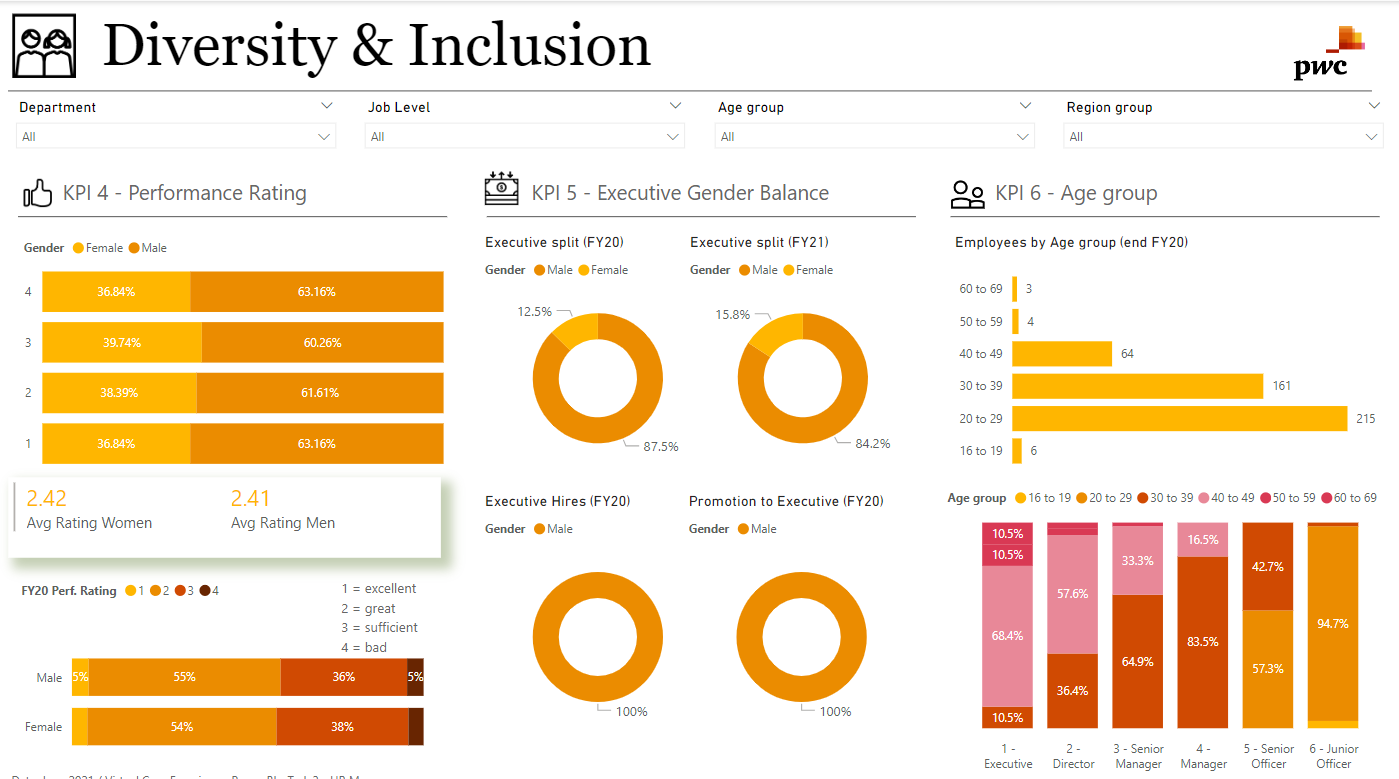 Diversity & Inclusion
pwc
Department
Job Level
Age group
Region group
All
All
All
All
KPI 4 - Performance Rating
Gender Female Male
4 36.84% 63.16%
3 39.74% 60.26%
2 38.39% 61.61%
1 36.84% 63.16%
2.42
2.41
Avg Rating Women
Avg Rating Men
FY20 Perf. Rating 1 2 3 4
1 = excellent
2 = great
3 = sufficient
4 = bad
Male 5% 55% 36% 5%
Female 54% 38%
KPI 5 - Executive Gender Balance
Executive split (FY20)
Gender Male Female
12.5%
87.5%
Executive split (FY21)
Gender Male Female
15.8%
84.2%
Executive Hires (FY20)
Gender Male
100%
Promotion to Executive (FY20)
Gender Male
100%
KPI 6 - Age group
Employees by Age group (end FY20)
60 to 69 3
50 to 59 4
40 to 49 64
30 to 39 161
20 to 29 215
16 to 19 6
Age group 16 to 19 20 to 29 30 to 39 40 to 49 50 to 59 60 to 69
10.5%
10.5%
68.4%
10.5%
57.6%
36.4%
33.3%
64.9%
16.5%
83.5%
42.7%
57.3%
94.7%
1 -
Executive
2 -
Director
3 - Senior
Manager
4 -
Manager
5 - Senior
Officer
6 - Junior
Officer